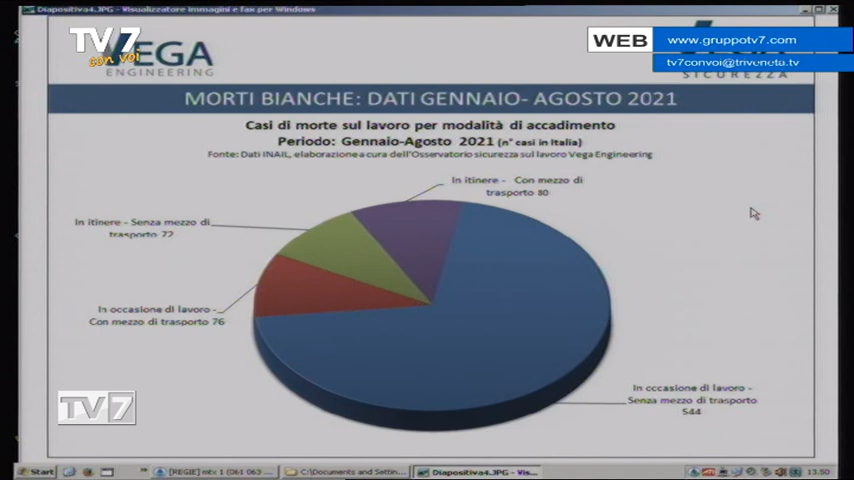 Diapositiva4.JPG - Visualizzatore immagini e fax per Windows
TV7
con voi
VEGA
ENGINEERING
WEB
www.gruppotv7.com
tv7convoi@triveneta.tv
SICUREZZA
MORTI BIANCHE: DATI GENNAIO- AGOSTO 2021
Casi di morte sul lavoro per modalità di accadimento
Periodo: Gennaio-Agosto 2021 (n° casi in Italia)
Fonte: Dati INAIL, elaborazione a cura dell'Osservatorio sicurezza sul lavoro Vega Engineering
In itinere - Con mezzo di
trasporto 80
In itinere - Senza mezzo di
trasporto 72
In occasione di lavoro -
Con mezzo di trasporto 76
In occasione di lavoro -
Senza mezzo di trasporto
544
TV7
Start
[REGIE] mtx 1 (061 063 ...
C:\Documents and Settin...
Diapositiva4.JPG - Vis...
13.50